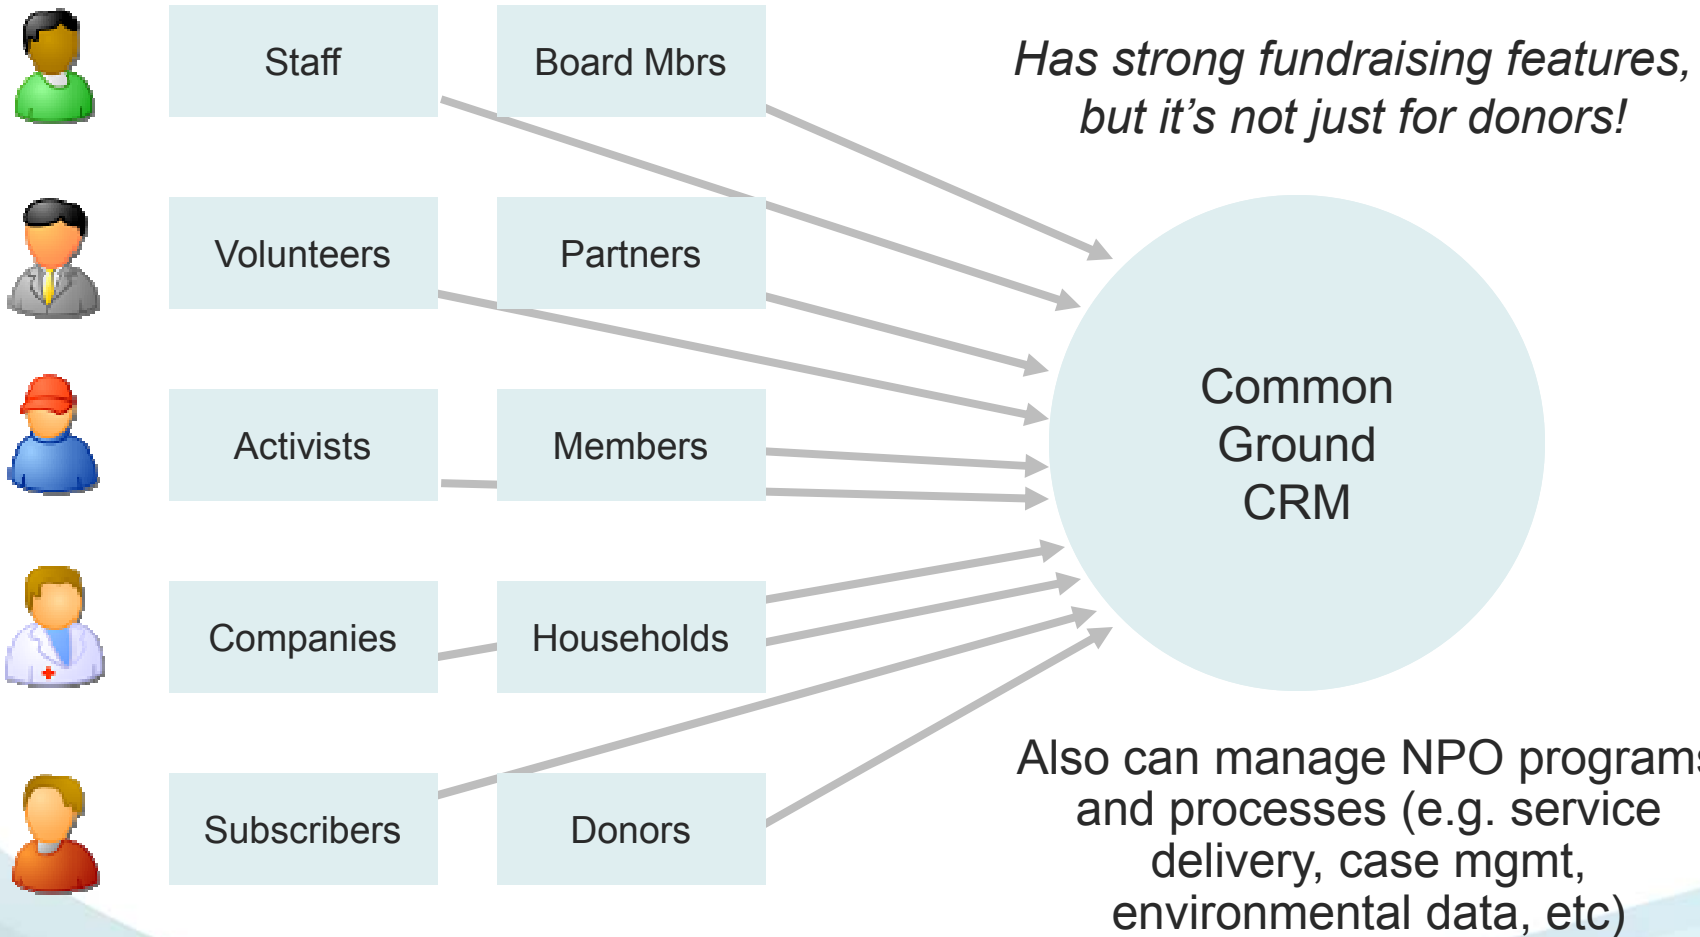 Staff
Board Mbrs
Has strong fundraising features,
but it's not just for donors!
Volunteers
Partners
Activists
Members
Common
Ground
CRM
Companies
Households
Subscribers
Donors
Also can manage NPO programs
and processes (e.g. service
delivery, case mgmt,
environmental data, etc)